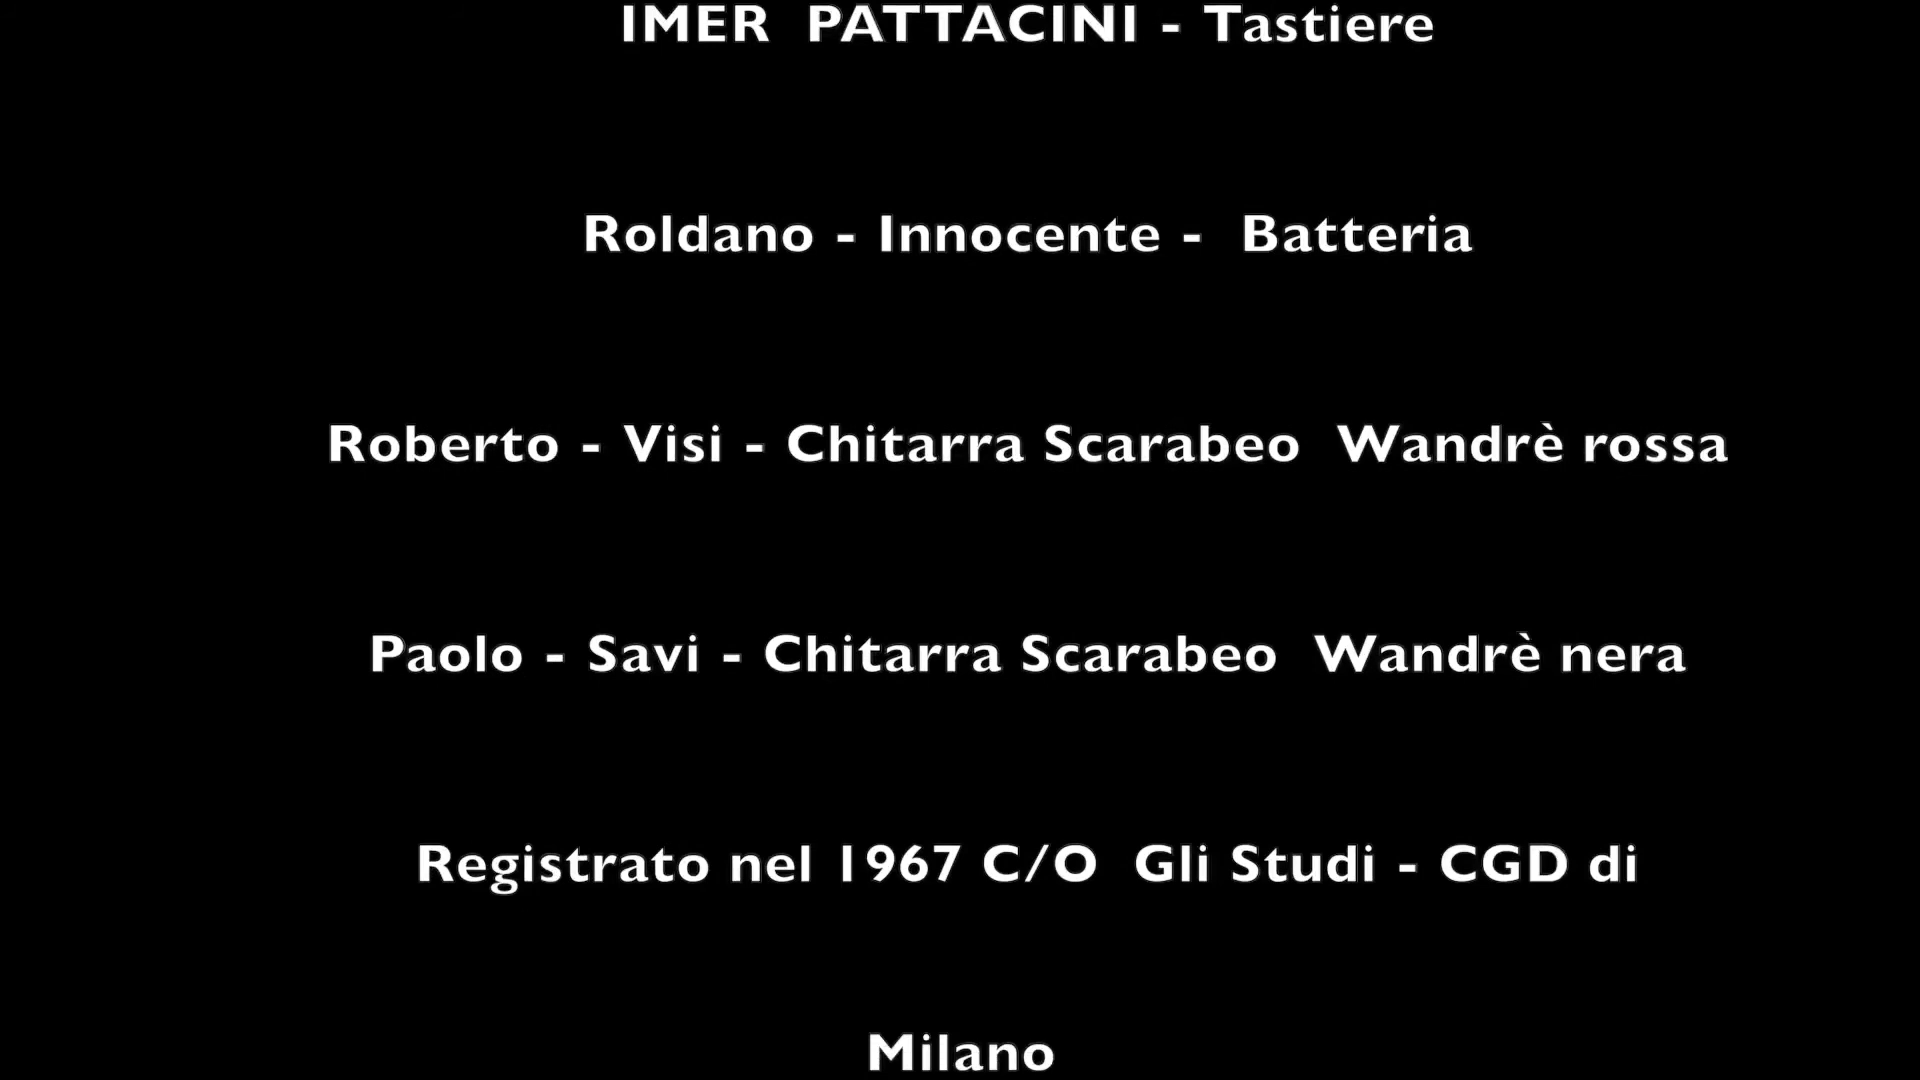 IMER  PATTACINI - Tastiere
Roldano - Innocente -  Batteria
Roberto - Visi - Chitarra Scarabeo  Wandrè rossa
Paolo - Savi - Chitarra Scarabeo  Wandrè nera
Registrato nel 1967 C/O  Gli Studi - CGD di
Milano